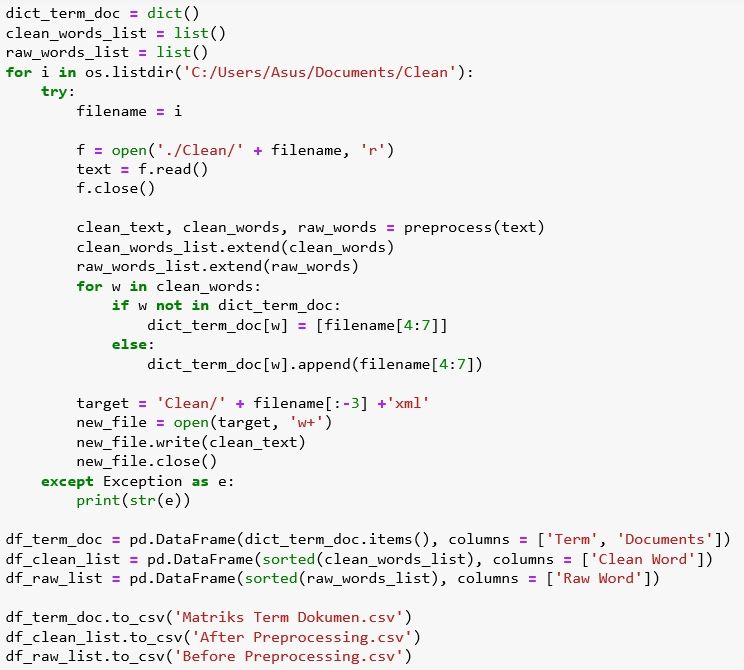 dict_term_doc = dict()
clean_words_list = list()
raw_words_list = list()
for i in os.listdir('C:/Users/Asus/Documents/Clean'):
    try:
        filename = i

        f = open('./Clean/' + filename, 'r')
        text = f.read()
        f.close()

        clean_text, clean_words, raw_words = preprocess(text)
        clean_words_list.extend(clean_words)
        raw_words_list.extend(raw_words)
        for w in clean_words:
            if w not in dict_term_doc:
                dict_term_doc[w] = [filename[4:7]]
            else:
                dict_term_doc[w].append(filename[4:7])

        target = 'Clean/' + filename[:-3] +'xml'
        new_file = open(target, 'w+')
        new_file.write(clean_text)
        new_file.close()
    except Exception as e:
        print(str(e))

df_term_doc = pd.DataFrame(dict_term_doc.items(), columns = ['Term', 'Documents'])
df_clean_list = pd.DataFrame(sorted(clean_words_list), columns = ['Clean Word'])
df_raw_list = pd.DataFrame(sorted(raw_words_list), columns = ['Raw Word'])

df_term_doc.to_csv('Matriks Term Dokumen.csv')
df_clean_list.to_csv('After Preprocessing.csv')
df_raw_list.to_csv('Before Preprocessing.csv')